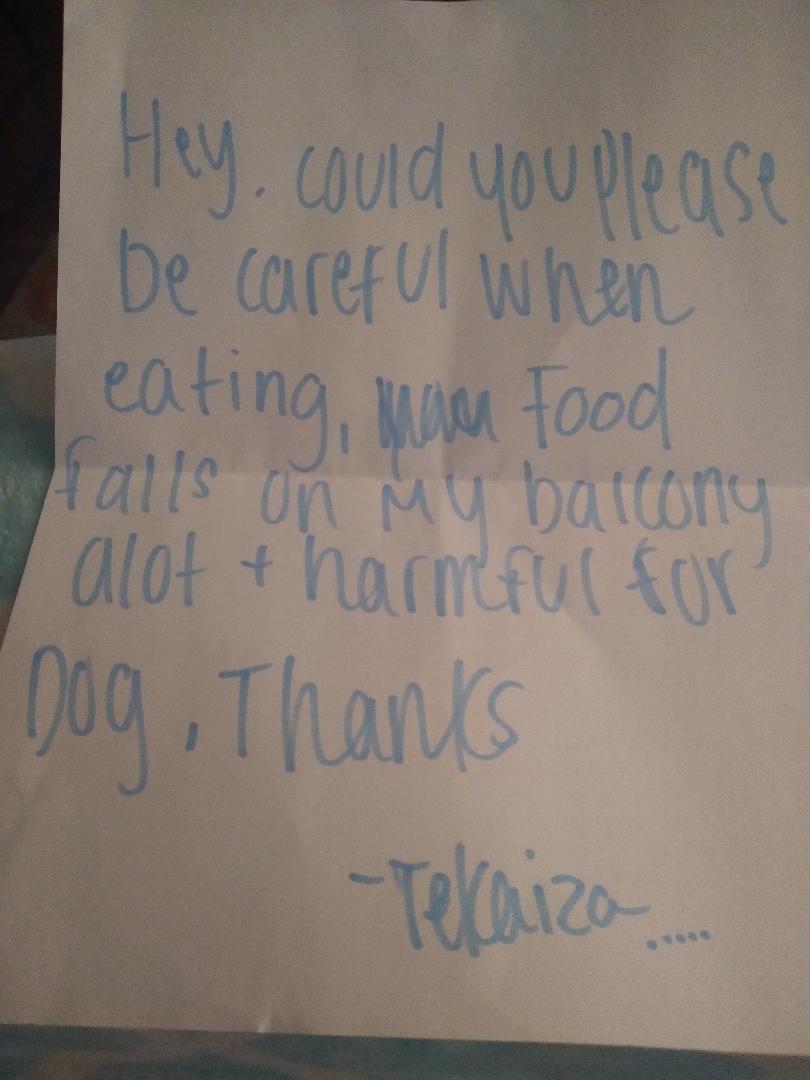 Hey. could you please
be careful when
eating, Food
falls on My balcony
alot + harmful for
Dog, Thanks
-Tekaiza.....